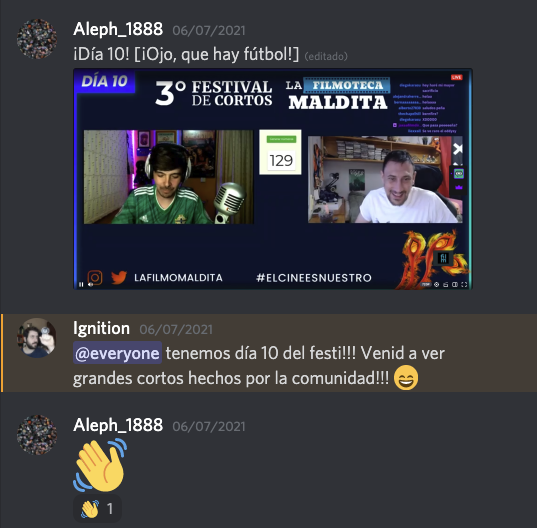 Aleph_1888 06/07/2021
¡Día 10! [¡Ojo, que hay fútbol!] (editado)
DÍA 10
3º FESTIVAL
DE CORTOS
LA FILMOTECA
MALDITA
LIVE
129
LAFILMOMALDITA #ELCINEESNUESTRO
Ignition 06/07/2021
@everyone tenemos día 10 del festi!!! Venid a ver
grandes cortos hechos por la comunidad!!!
Aleph_1888 06/07/2021
1